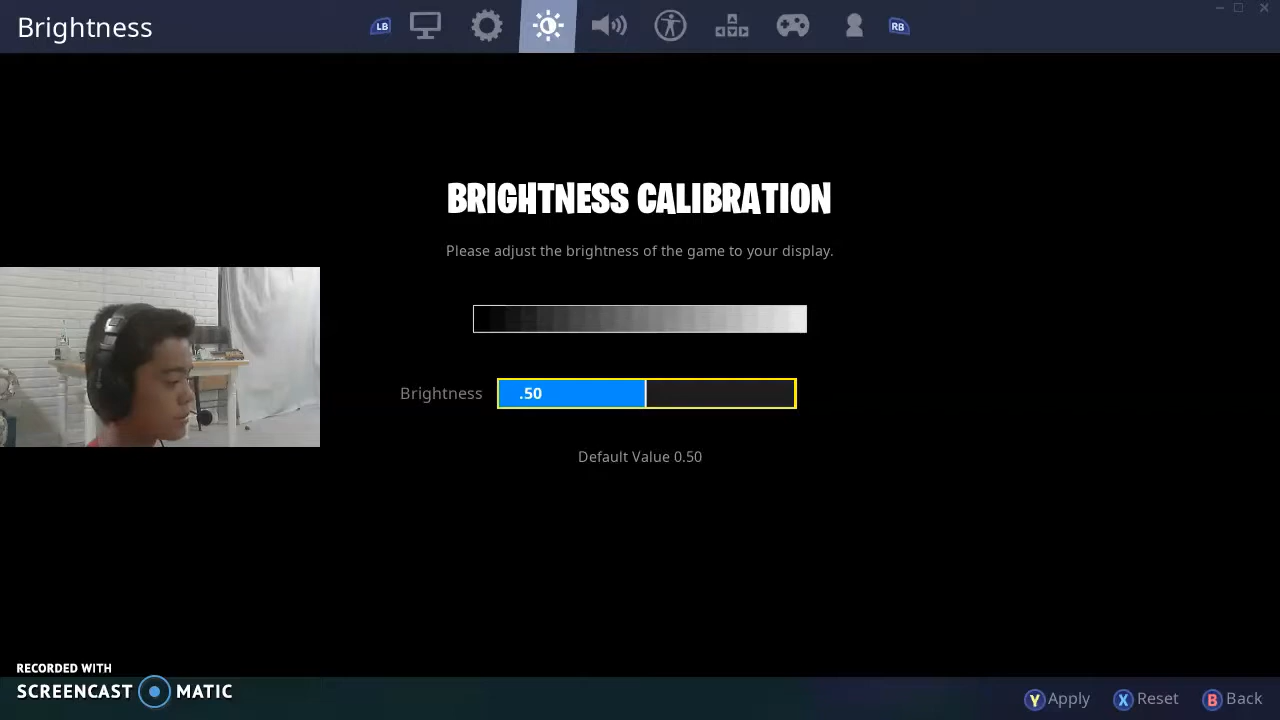 Brightness
LB
RB
BRIGHTNESS CALIBRATION
Please adjust the brightness of the game to your display.
Brightness .50
Default Value 0.50
RECORDED WITH
SCREENCAST MATIC
Y Apply X Reset B Back